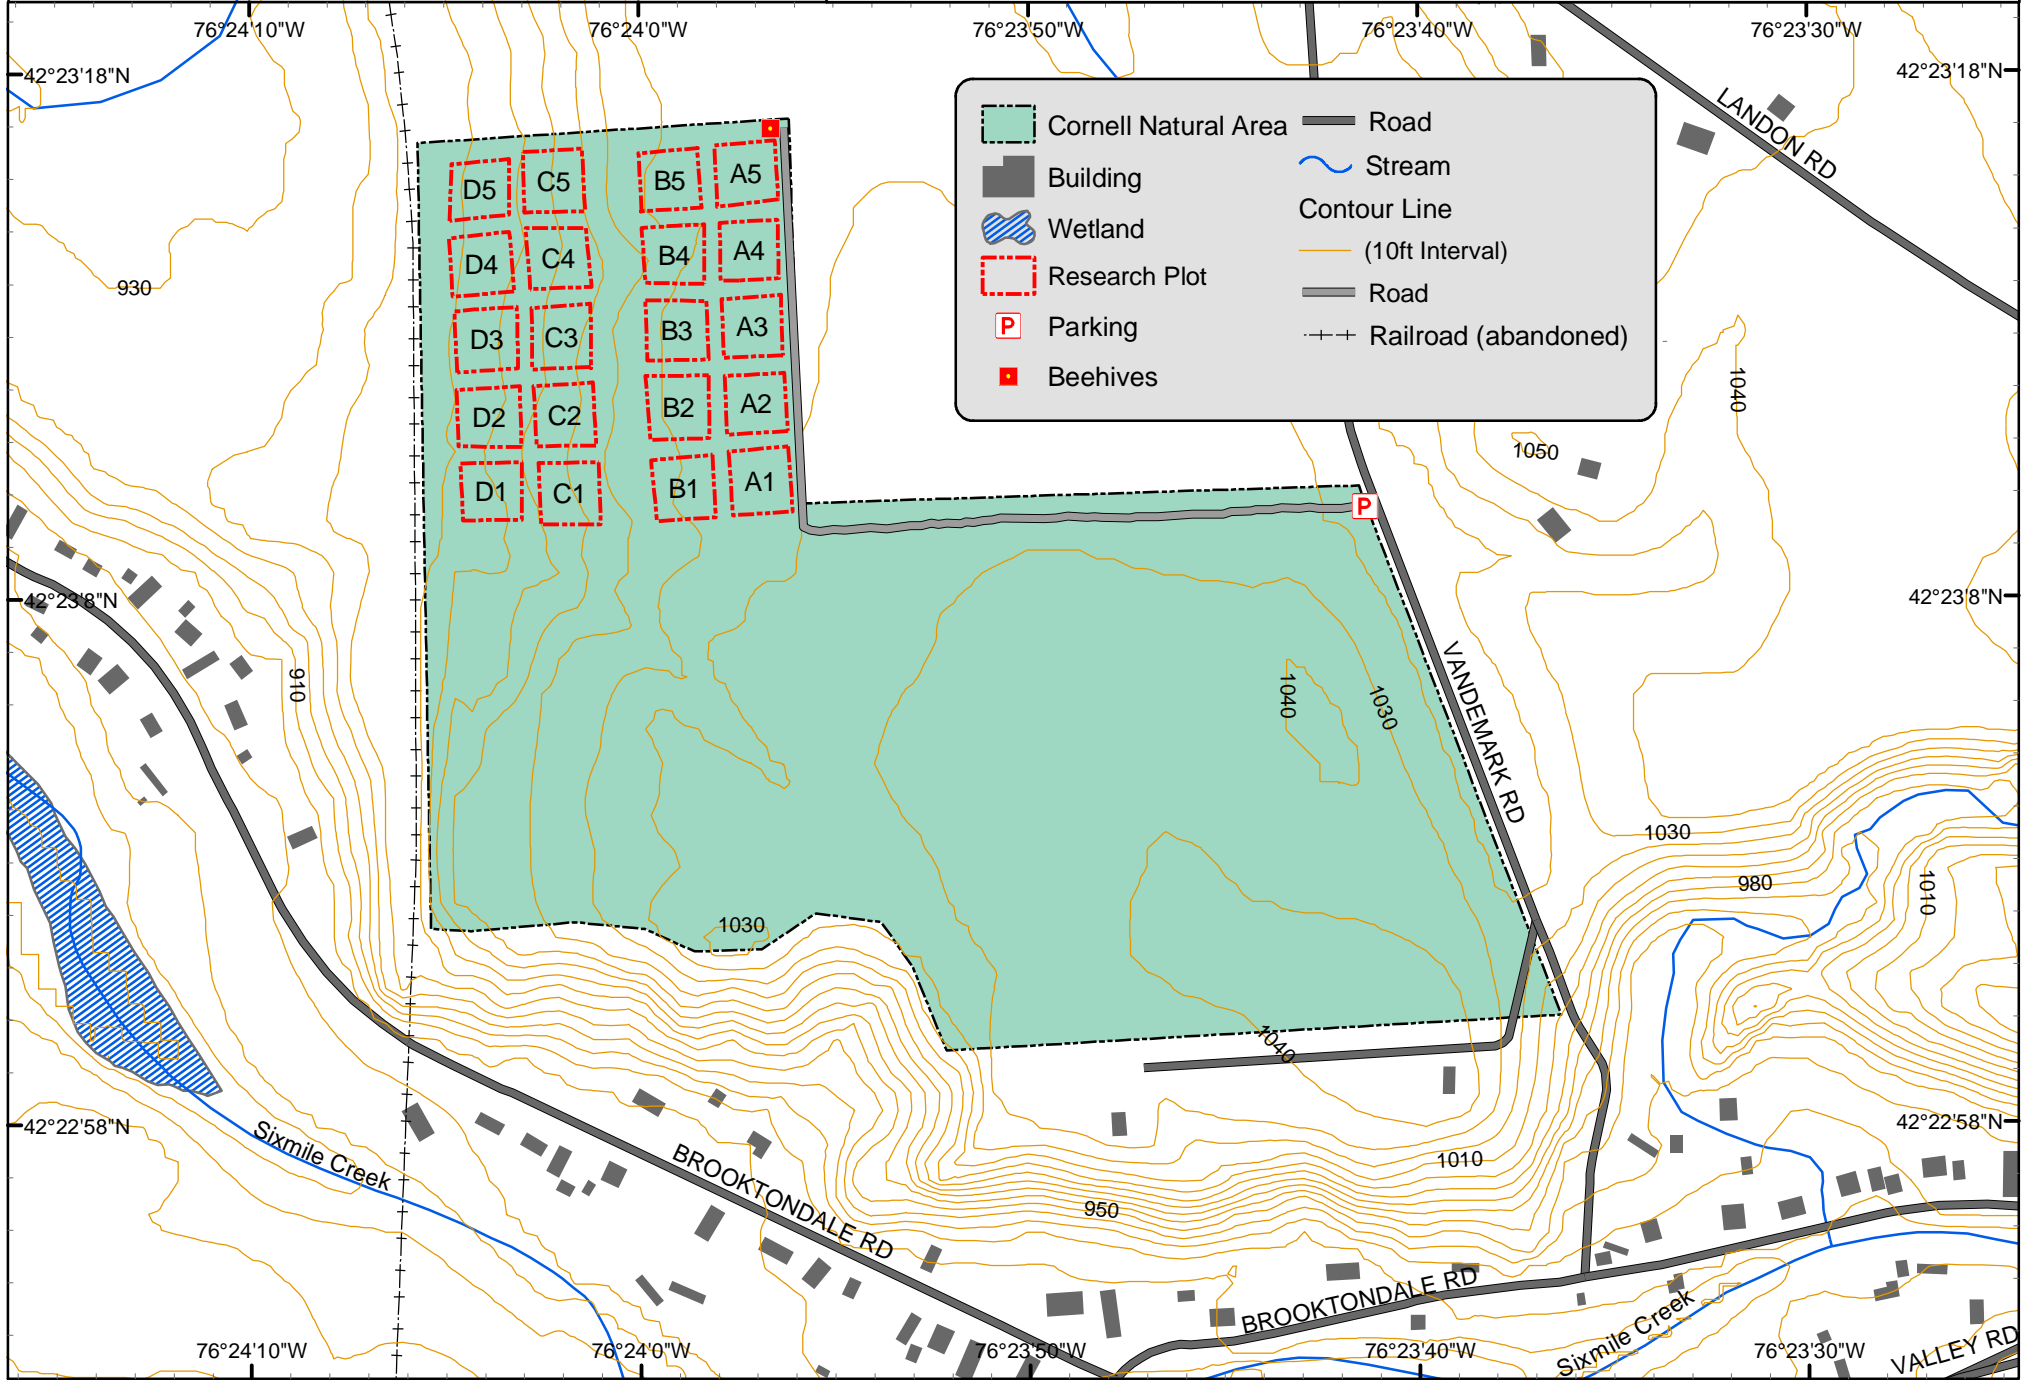 76°24'10"W
76°24'0"W
76°23'50"W
76°23'40"W
76°23'30"W
42°23'18"N
42°23'18"N
LANDON RD
Cornell Natural Area
Building
Wetland
Research Plot
P
Parking
Beehives
Road
Stream
Contour Line
(10ft Interval)
Road
Railroad (abandoned)
D5
C5
B5
A5
D4
C4
B4
A4
930
D3
C3
B3
A3
D2
C2
B2
A2
D1
C1
B1
A1
1040
1050
P
42°23'8"N
42°23'8"N
910
1040
1030
VANDEMARK RD
1030
980
1010
1030
1040
42°22'58"N
42°22'58"N
Sixmile Creek
BROOKTONDALE RD
1010
950
BROOKTONDALE RD
Sixmile Creek
VALLEY RD
76°24'10"W
76°24'0"W
76°23'50"W
76°23'40"W
76°23'30"W